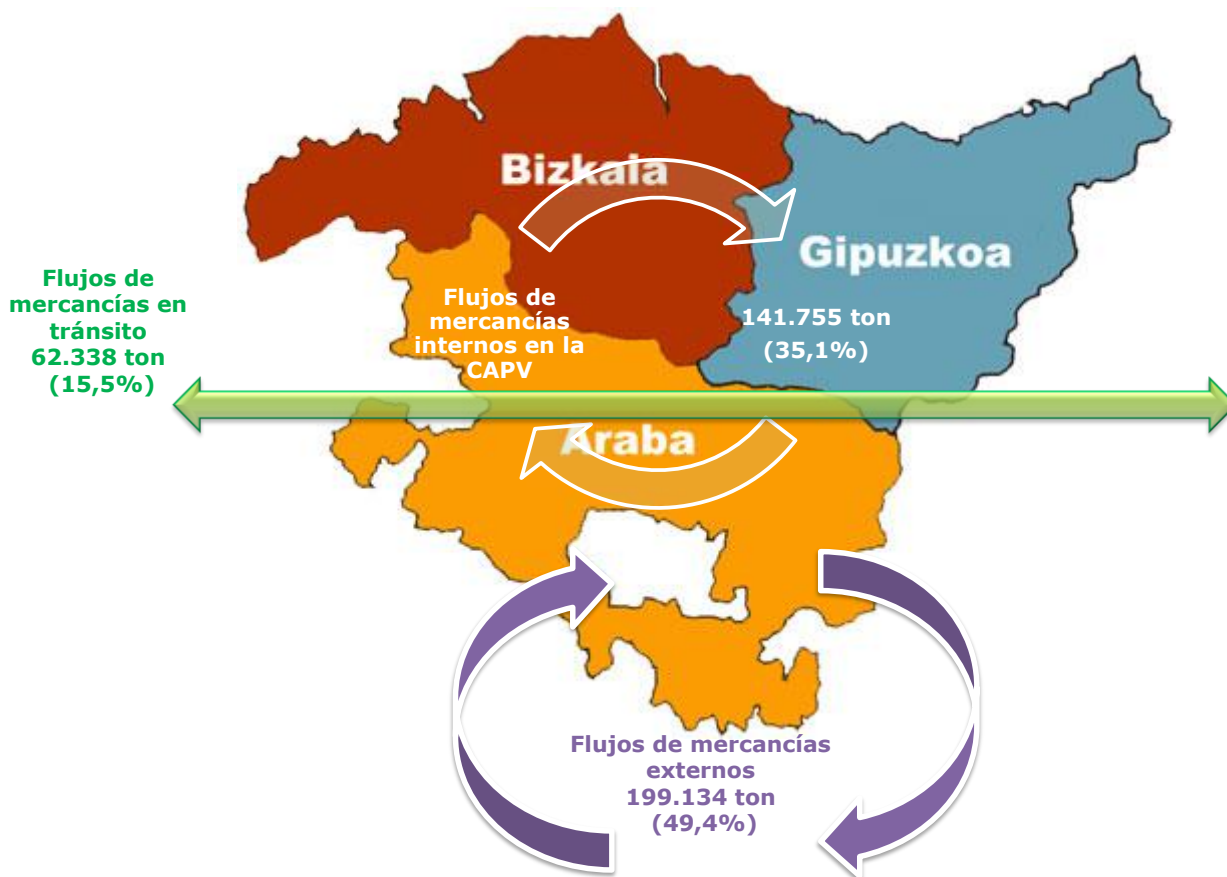 Bizkaia
Gipuzkoa
Flujos de
mercancías en
tránsito
62.338 ton
(15,5%)
Flujos de
mercancías
internos en la
CAPV
141.755 ton
(35,1%)
Araba
Flujos de mercancías
externos
199.134 ton
(49,4%)